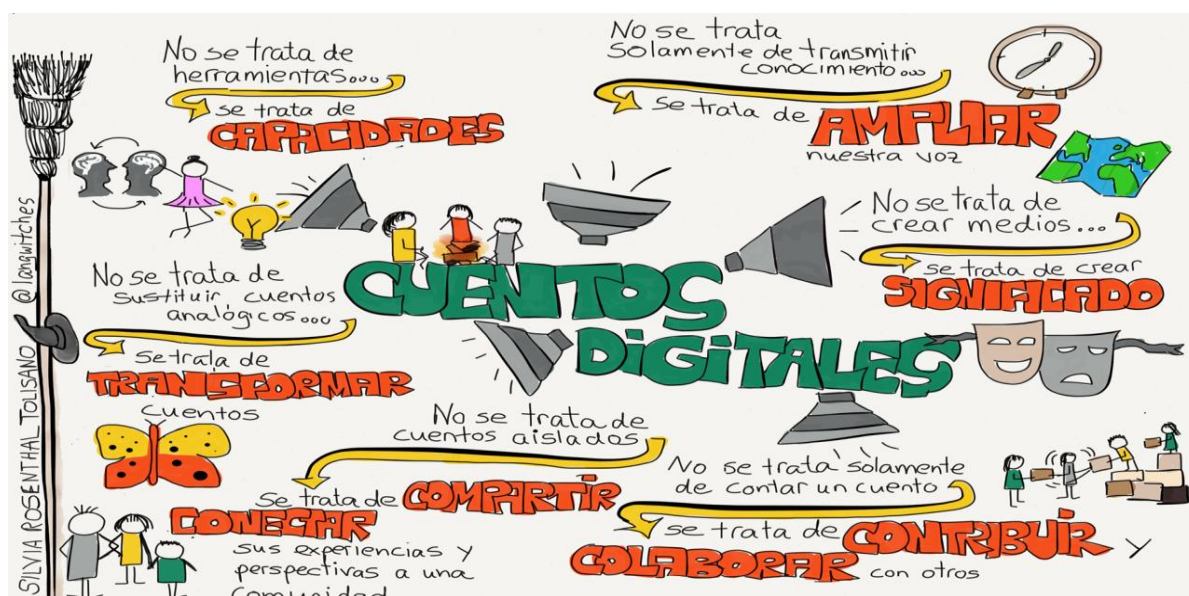 No se trata de
herramientas...
se trata de
CAPACIDADES
No se trata
solamente de transmitir
conocimiento...
se trata de AMPLIAR
nuestra voz
No se trata de
crear medios...
se trata de crear
SIGNIFICADO
CUENTOS
DIGITALES
No se trata de
sustituir cuentos
analógicos...
se trata de
TRANSFORMAR
cuentos
No se trata de
cuentos aislados
se trata de COMPARTIR
CONECTAR
sus experiencias y
perspectivas a una
comunidad
No se trata solamente
de contar un cuento
se trata de CONTRIBUIR y
COLABORAR con otros
SILVIA ROSENTHAL TOLISANO @langwitches